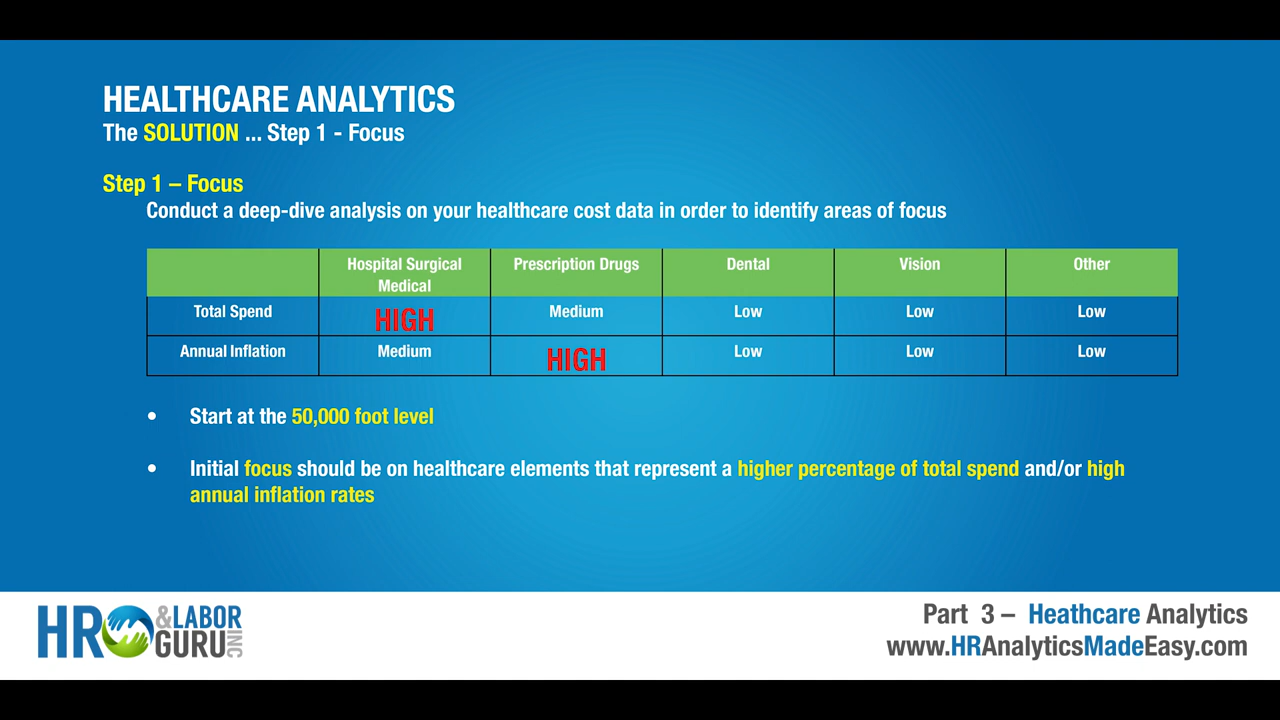 HEALTHCARE ANALYTICS
The SOLUTION ... Step 1 - Focus
Step 1 – Focus
Conduct a deep-dive analysis on your healthcare cost data in order to identify areas of focus
Hospital Surgical Medical Prescription Drugs Dental Vision Other
Total Spend HIGH Medium Low Low Low
Annual Inflation Medium HIGH Low Low Low
• Start at the 50,000 foot level
• Initial focus should be on healthcare elements that represent a higher percentage of total spend and/or high
annual inflation rates
HR & LABOR GURU INC
Part 3 – Heathcare Analytics
www.HRAnalyticsMadeEasy.com